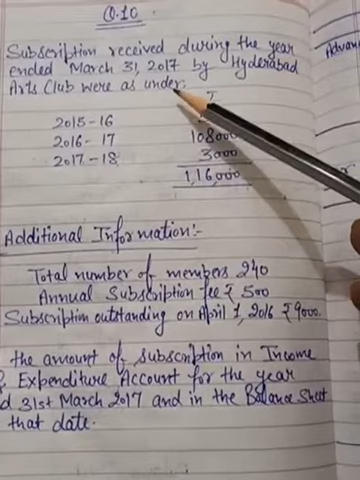 Q.10
Subscription received during the year
ended March 31, 2017 by Hyderabad
Arts Club were as under:
Advan
2015-16
2016-17 108000
2017-18 3000
1,16,000
Additional Information:-
Total number of members 240
Annual Subscription fee ₹ 500
Subscription outstanding on April 1, 2016 ₹ 9000.
the amount of subscription in Income
Expenditure Account for the year
d 31st March 2017 and in the Balance Sheet
that date.